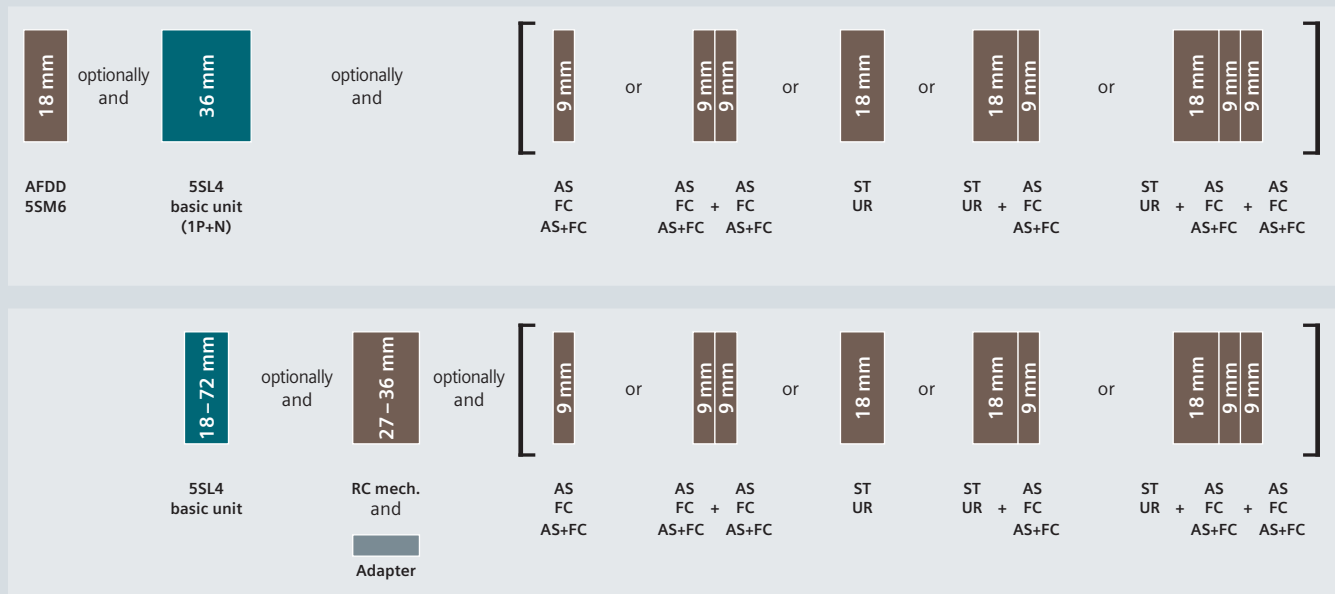 18 mm
optionally
and
36 mm
optionally
and
9 mm
or
9 mm
9 mm
or
18 mm
or
18 mm
9 mm
or
18 mm
9 mm
9 mm
AFDD
5SM6
5SL4
basic unit
(1P+N)
AS
FC
AS+FC
AS AS
FC + FC
AS+FC AS+FC
ST
UR
ST AS
UR + FC
AS+FC
ST AS AS
UR + FC + FC
AS+FC AS+FC
18–72 mm
optionally
and
27–36 mm
optionally
and
9 mm
or
9 mm
9 mm
or
18 mm
or
18 mm
9 mm
or
18 mm
9 mm
9 mm
5SL4
basic unit
RC mech.
and
Adapter
AS
FC
AS+FC
AS AS
FC + FC
AS+FC AS+FC
ST
UR
ST AS
UR + FC
AS+FC
ST AS AS
UR + FC + FC
AS+FC AS+FC